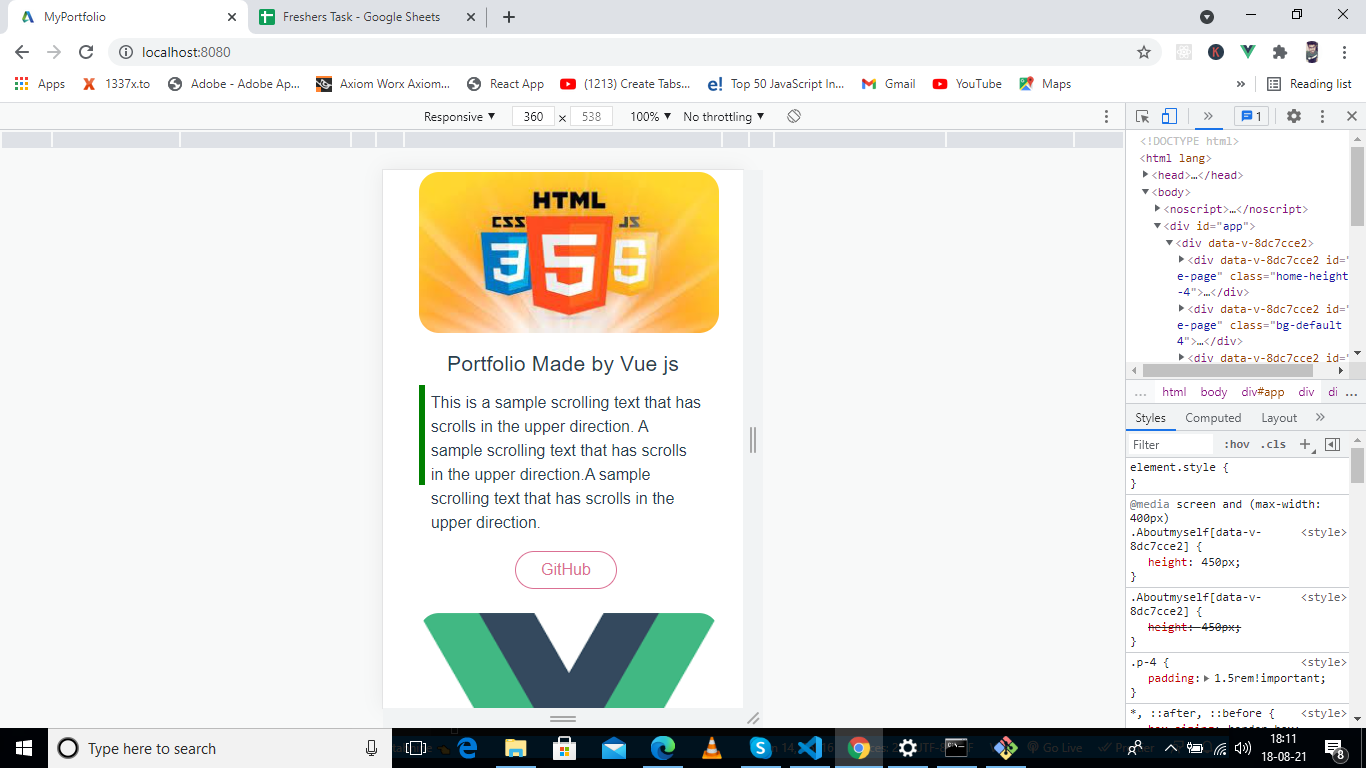 MyPortfolio
Freshers Task - Google Sheets
localhost:8080
Apps
1337x.to
Adobe - Adobe Ap...
Axiom Worx Axiom...
React App
(1213) Create Tabs...
e!
Top 50 JavaScript In...
Gmail
YouTube
Maps
»
Reading list
Responsive
360
x
538
100%
No throttling
»
1
<!DOCTYPE html>
<html lang>
<head>…</head>
<body>
<noscript>…</noscript>
<div id="app">
<div data-v-8dc7cce2>
<div data-v-8dc7cce2 id="
e-page" class="home-height
-4">…</div>
<div data-v-8dc7cce2 id="
e-page" class="bg-default
4">…</div>
<div data-v-8dc7cce2 id="
HTML
CSS
JS
3
5
S
Portfolio Made by Vue js
This is a sample scrolling text that has
scrolls in the upper direction. A
sample scrolling text that has scrolls
in the upper direction.A sample
scrolling text that has scrolls in the
upper direction.
GitHub
...
html
body
div#app
div
di
...
Styles
Computed
Layout
»
Filter
:hov
.cls
+
element.style {
}
@media screen and (max-width:
400px)
.Aboutmyself[data-v-
<style>
8dc7cce2] {
height: 450px;
}
.Aboutmyself[data-v-
<style>
8dc7cce2] {
height: 450px;
}
.p-4 {
<style>
padding: 1.5rem!important;
}
*, ::after, ::before {
<style>
Type here to search
Go Live
18:11
18-08-21
8